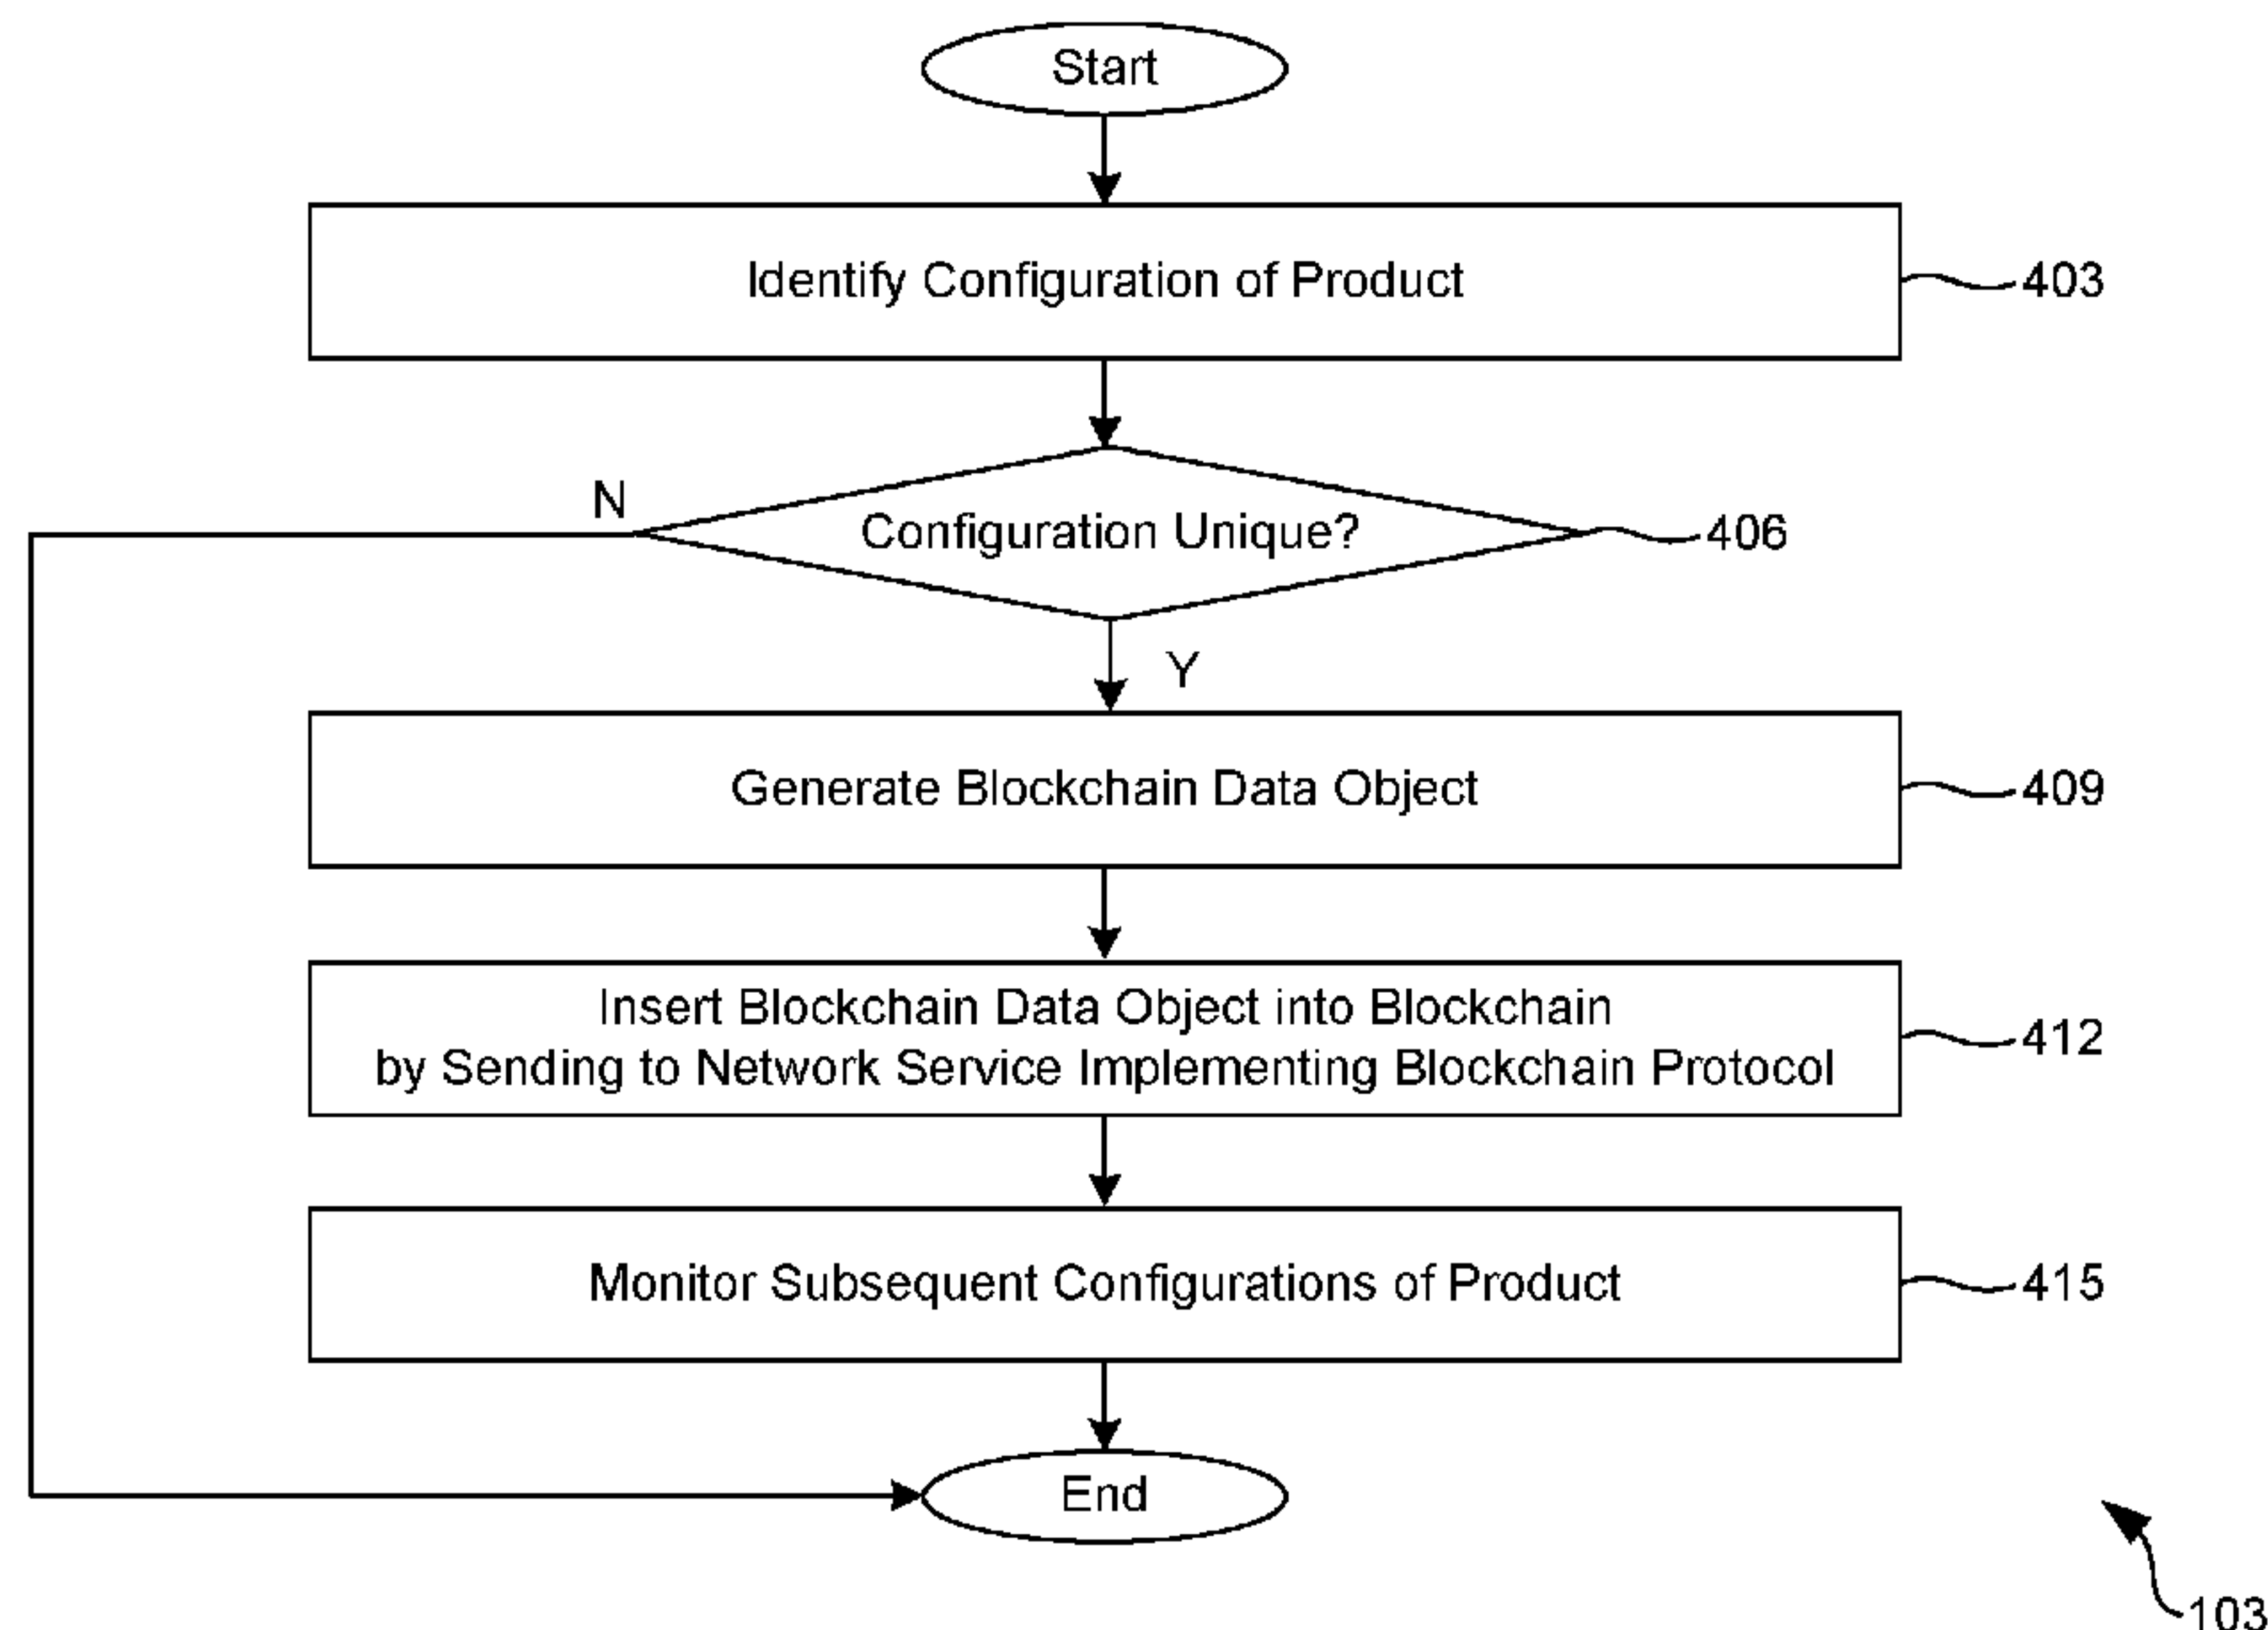 Start
Identify Configuration of Product
403
N
Configuration Unique?
406
Y
Generate Blockchain Data Object
409
Insert Blockchain Data Object into Blockchain
by Sending to Network Service Implementing Blockchain Protocol
412
Monitor Subsequent Configurations of Product
415
End
103